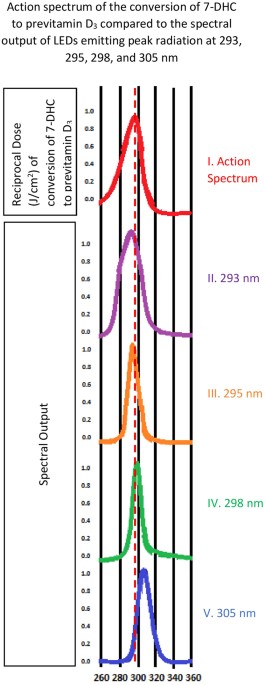 Action spectrum of the conversion of 7-DHC
to previtamin D₃ compared to the spectral
output of LEDs emitting peak radiation at 293,
295, 298, and 305 nm
Reciprocal Dose
(J/cm²) of
conversion of 7-DHC
to previtamin D₃
1.0
0.8
0.6
0.4
0.2
0.0
I. Action
Spectrum
Spectral Output
1.0
0.8
0.6
0.4
0.2
0.0
II. 293 nm
1.0
0.8
0.6
0.4
0.2
0.0
III. 295 nm
1.0
0.8
0.6
0.4
0.2
0.0
IV. 298 nm
1.0
0.8
0.6
0.4
0.2
0.0
V. 305 nm
260 280 300 320 340 360